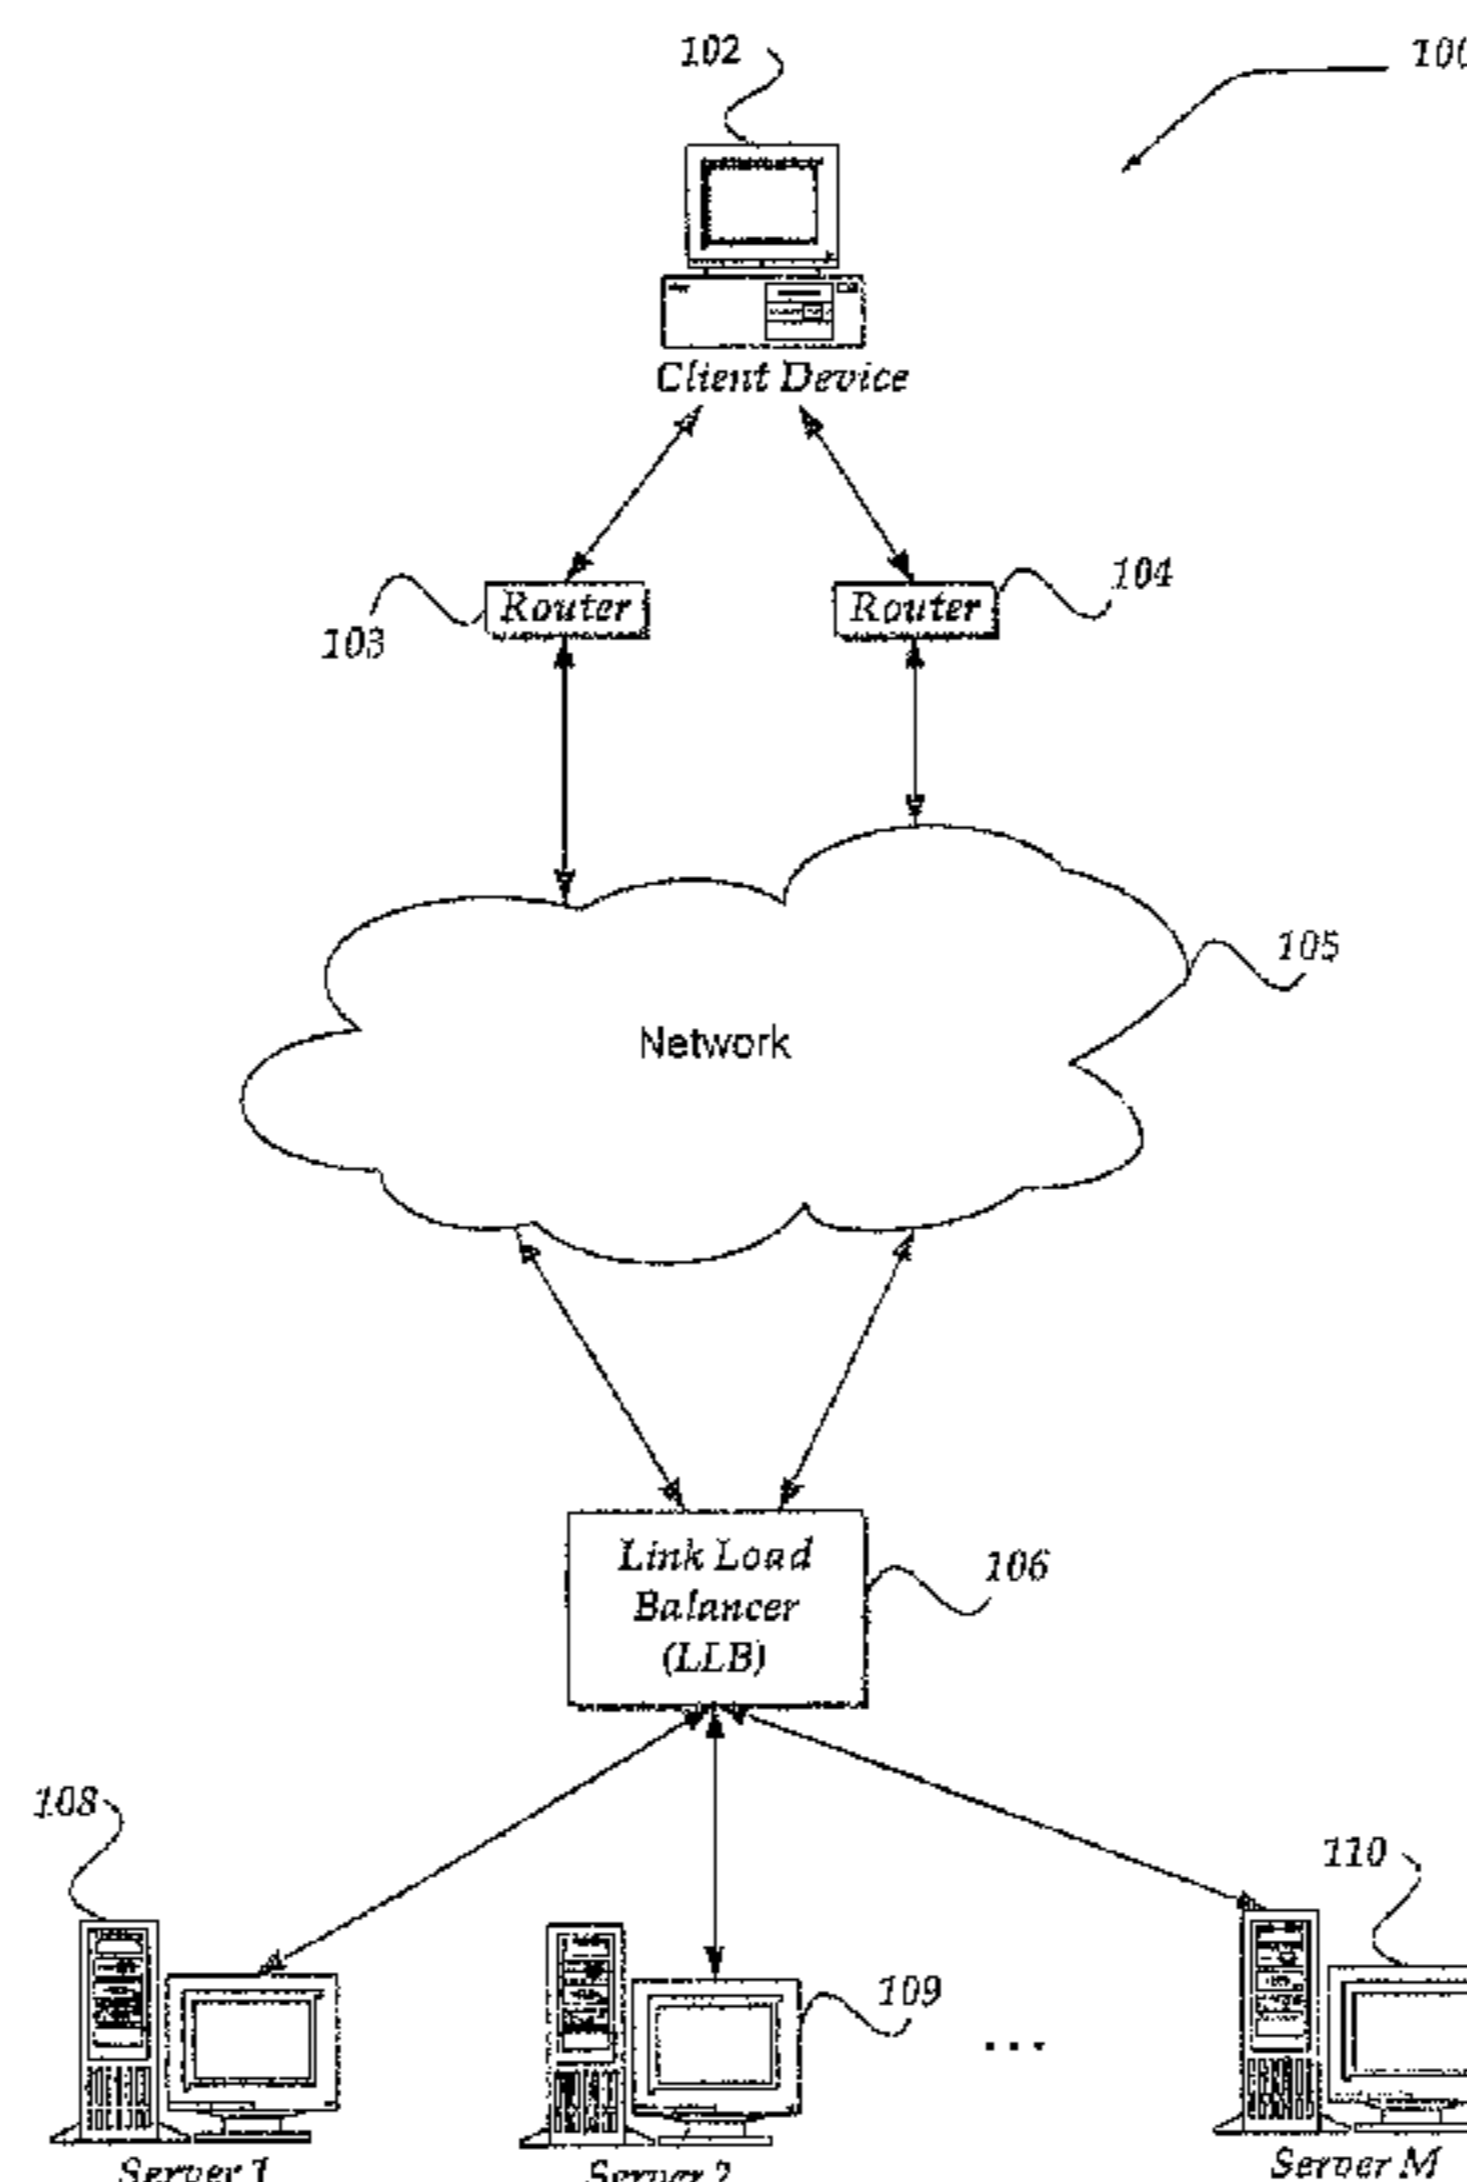 102
100
Client Device
Router
Router
104
103
105
Network
Link Load
Balancer
(LLB)
106
108
110
109
...
Server 1
Server 2
Server M